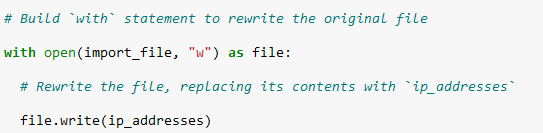 # Build `with` statement to rewrite the original file
with open(import_file, "w") as file:
# Rewrite the file, replacing its contents with `ip_addresses`
file.write(ip_addresses)